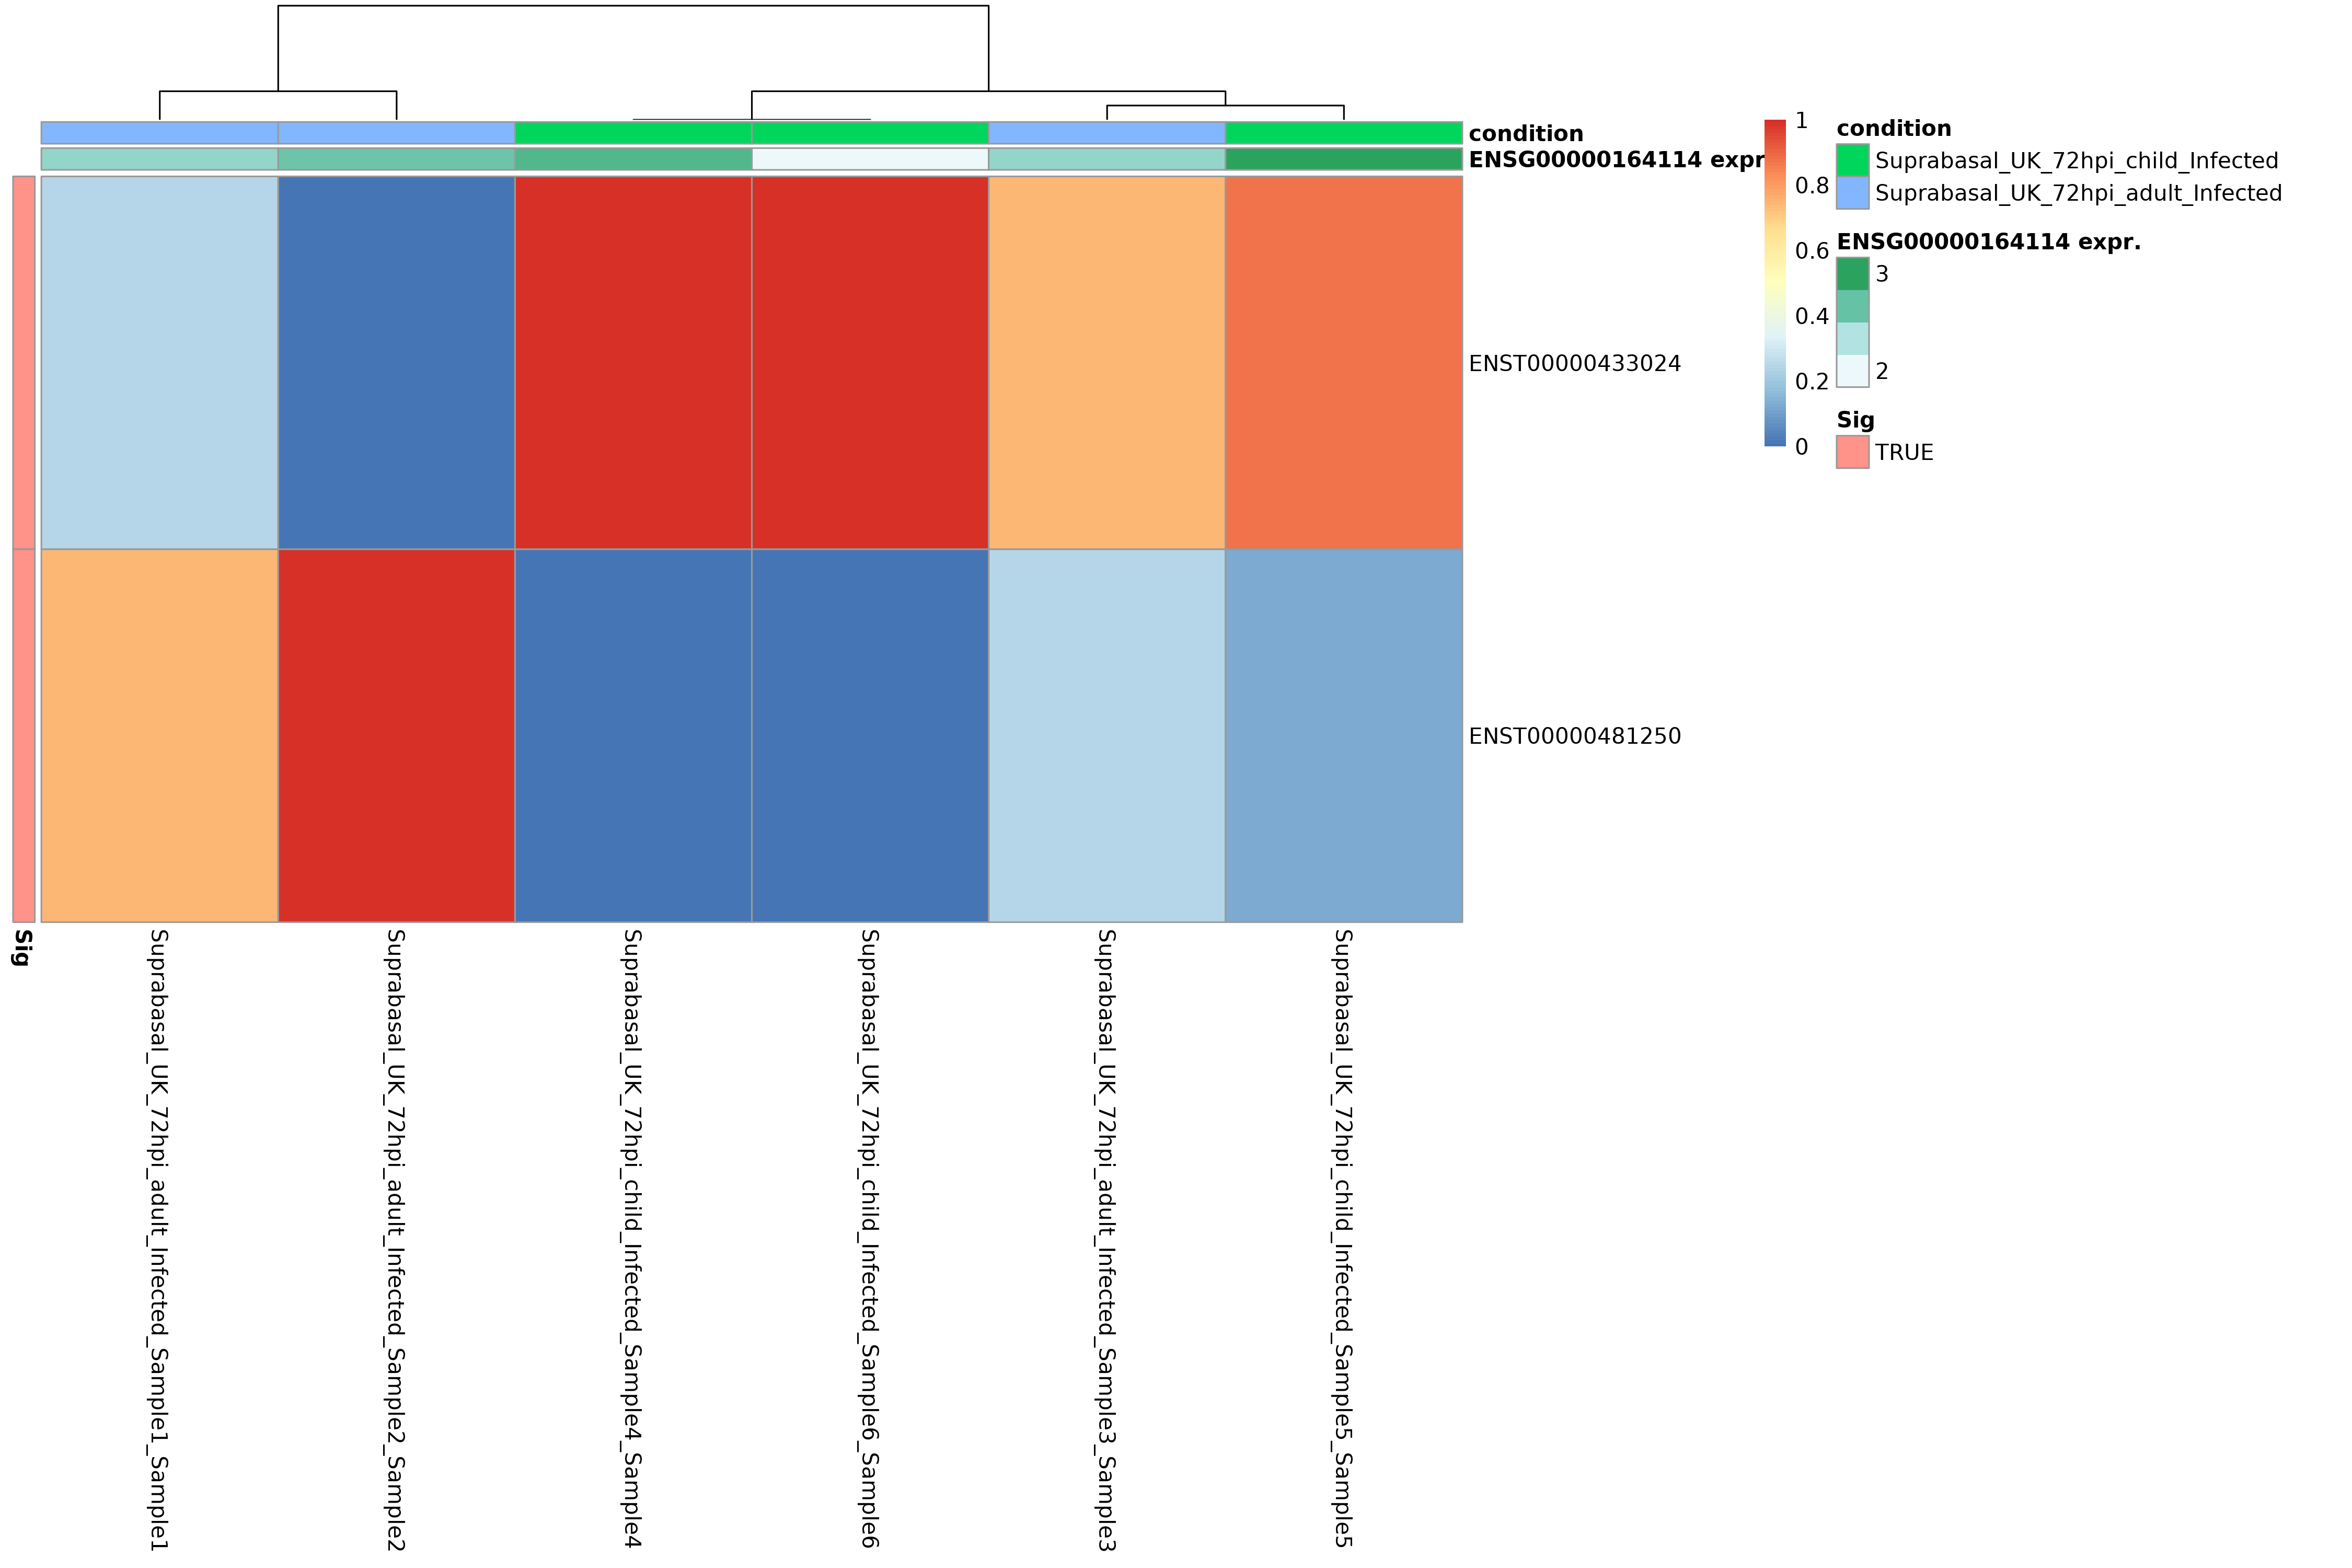 condition
ENSG00000164114 expr
ENST00000433024
ENST00000481250
1
0.8
0.6
0.4
0.2
0
condition
Suprabasal_UK_72hpi_child_Infected
Suprabasal_UK_72hpi_adult_Infected
ENSG00000164114 expr.
3
2
Sig
TRUE
Sig
Suprabasal_UK_72hpi_adult_Infected_Sample1_Sample1
Suprabasal_UK_72hpi_adult_Infected_Sample2_Sample2
Suprabasal_UK_72hpi_child_Infected_Sample4_Sample4
Suprabasal_UK_72hpi_child_Infected_Sample6_Sample6
Suprabasal_UK_72hpi_adult_Infected_Sample3_Sample3
Suprabasal_UK_72hpi_child_Infected_Sample5_Sample5